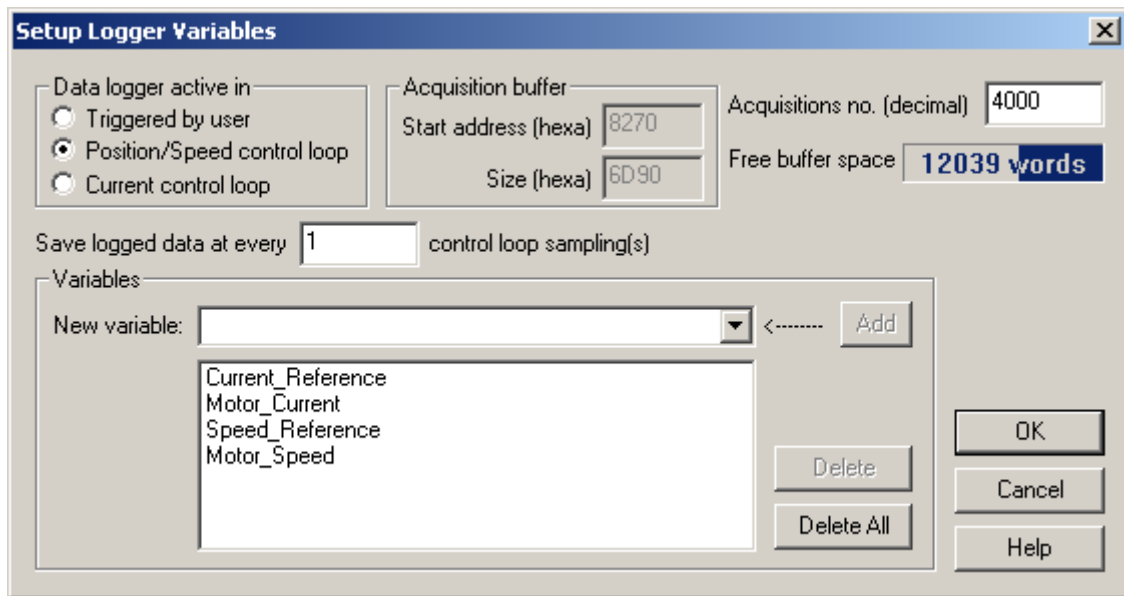 Setup Logger Variables
Data logger active in
Triggered by user
Position/Speed control loop
Current control loop
Acquisition buffer
Start address (hexa) 8270
Size (hexa) 6D90
Acquisitions no. (decimal) 4000
Free buffer space 12039 words
Save logged data at every 1 control loop sampling(s)
Variables
New variable: <-------- Add
Current_Reference
Motor_Current
Speed_Reference
Motor_Speed
Delete
Delete All
OK
Cancel
Help